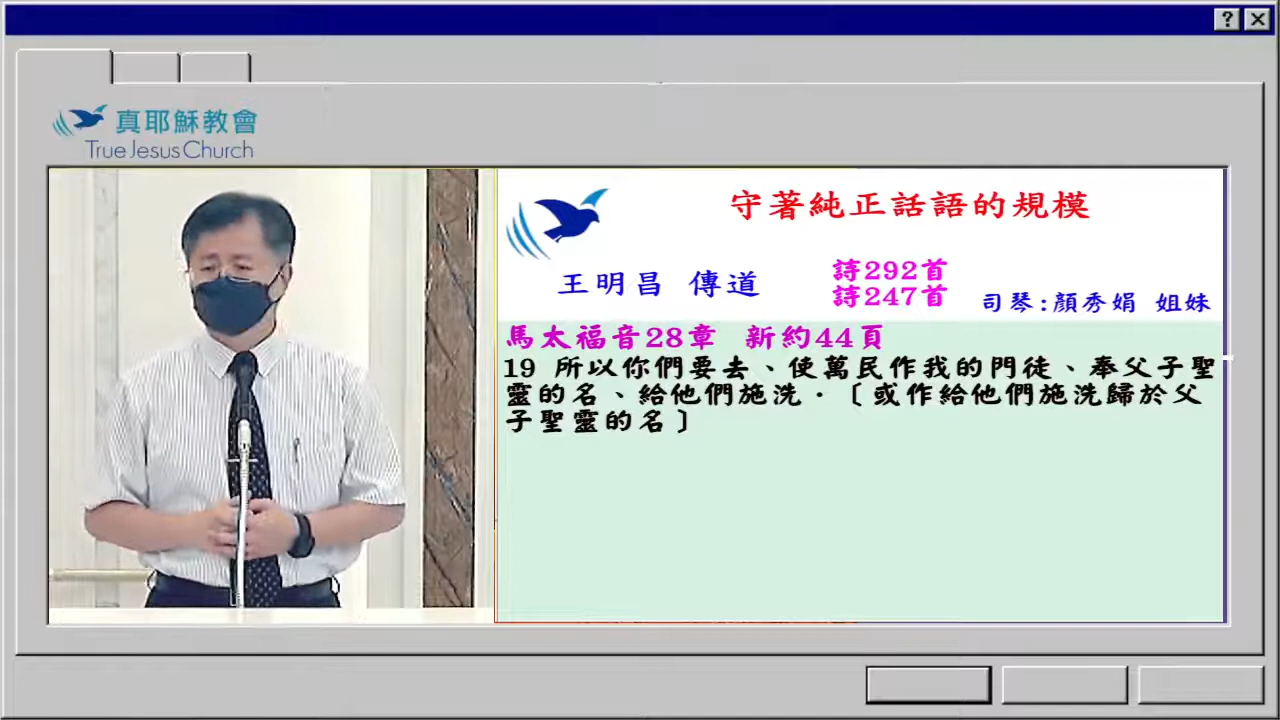 真耶穌教會
True Jesus Church
守著純正話語的規模
王明昌 傳道
詩292首
詩247首
司琴:顏秀娟 姐妹
馬太福音28章 新約44頁
19 所以你們要去、使萬民作我的門徒、奉父子聖
靈的名、給他們施洗．〔或作給他們施洗歸於父
子聖靈的名〕